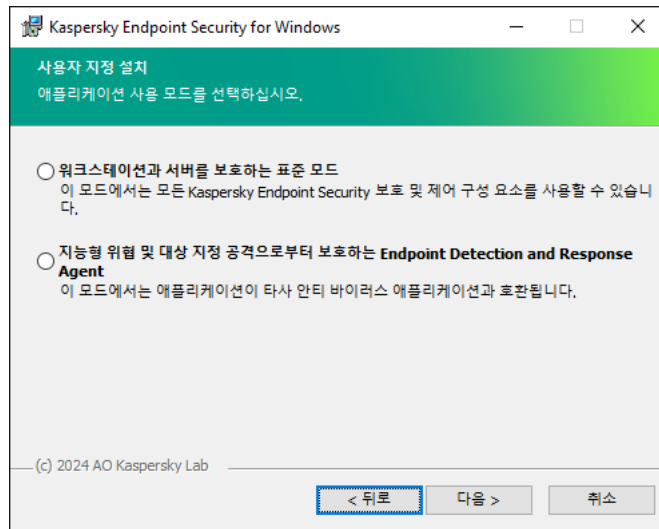 Kaspersky Endpoint Security for Windows
사용자 지정 설치
애플리케이션 사용 모드를 선택하십시오.
워크스테이션과 서버를 보호하는 표준 모드
이 모드에서는 모든 Kaspersky Endpoint Security 보호 및 제어 구성 요소를 사용할 수 있습니
다.
지능형 위협 및 대상 지정 공격으로부터 보호하는 Endpoint Detection and Response
Agent
이 모드에서는 애플리케이션이 타사 안티 바이러스 애플리케이션과 호환됩니다.
(c) 2024 AO Kaspersky Lab
< 뒤로 다음 > 취소